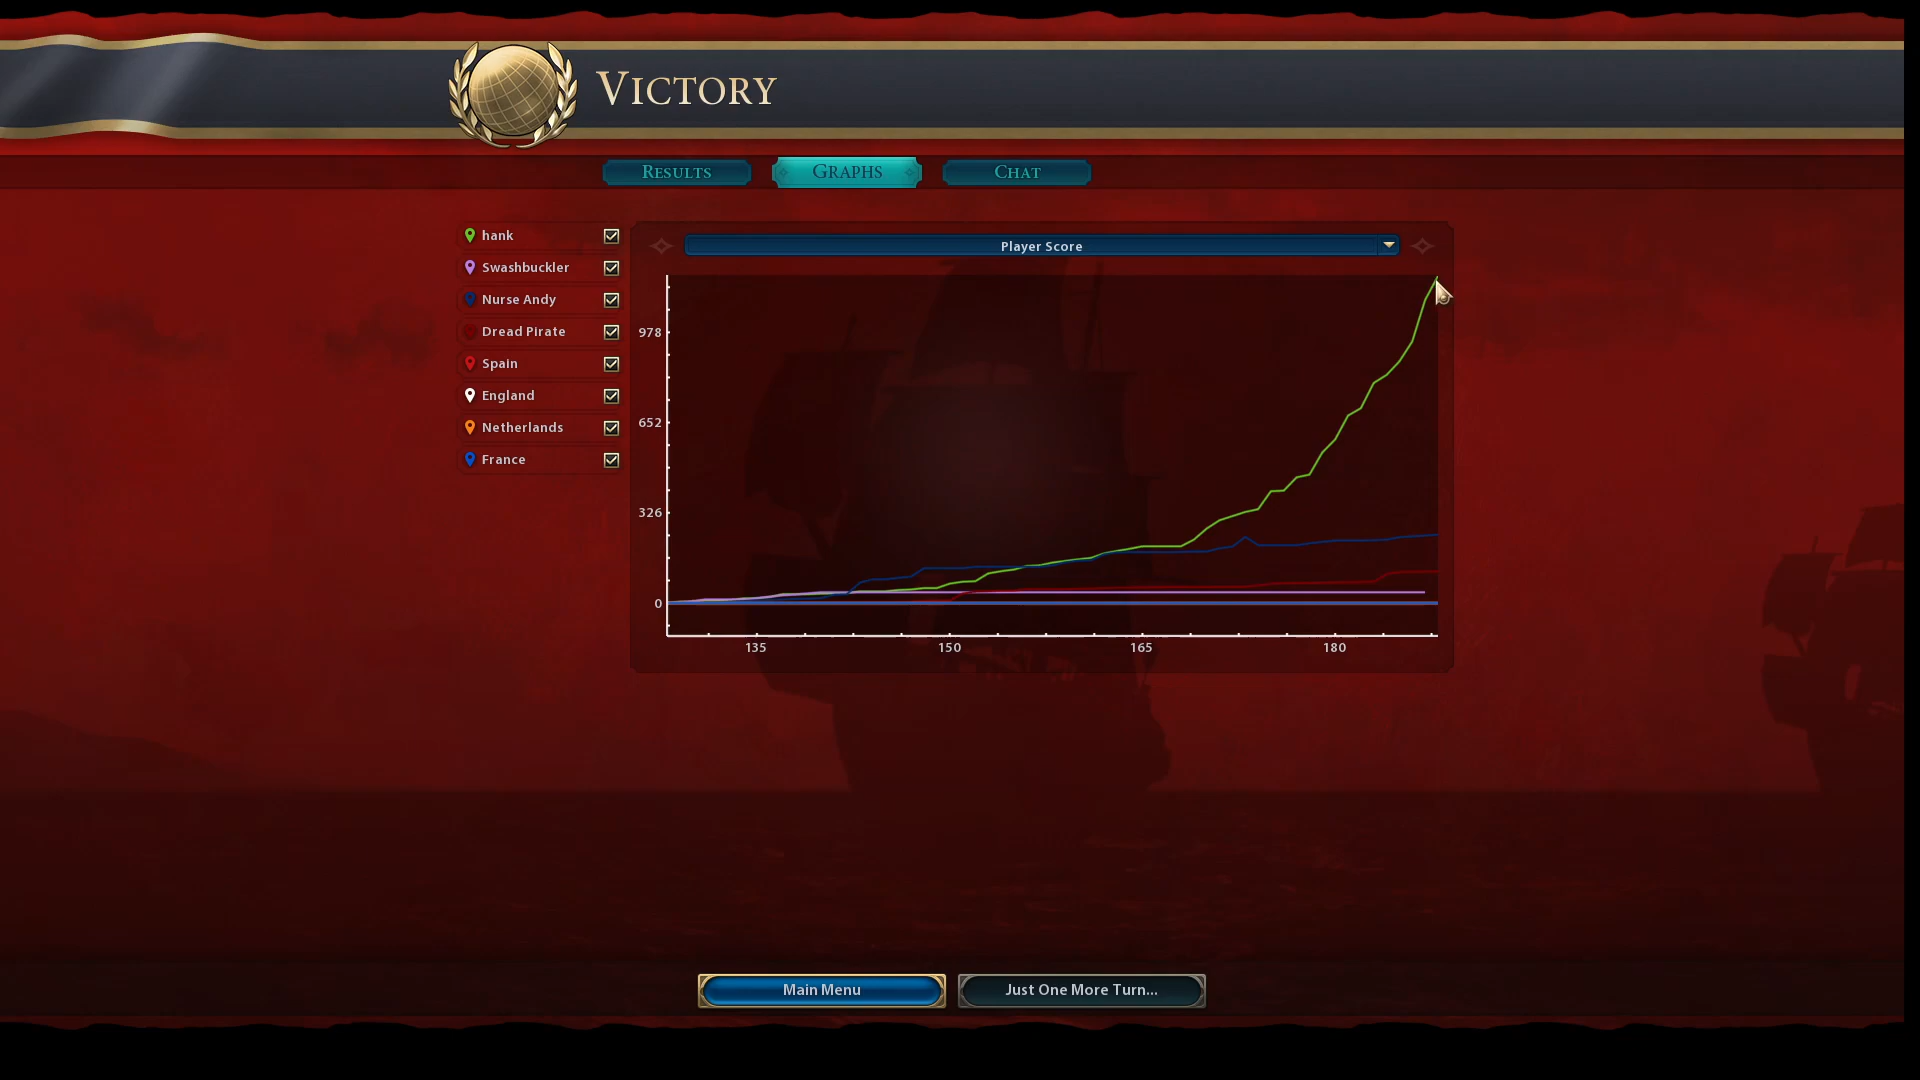 VICTORY
RESULTS
GRAPHS
CHAT
hank
Swashbuckler
Nurse Andy
Dread Pirate
Spain
England
Netherlands
France
Player Score
978
652
326
0
135 150 165 180
Main Menu
Just One More Turn...